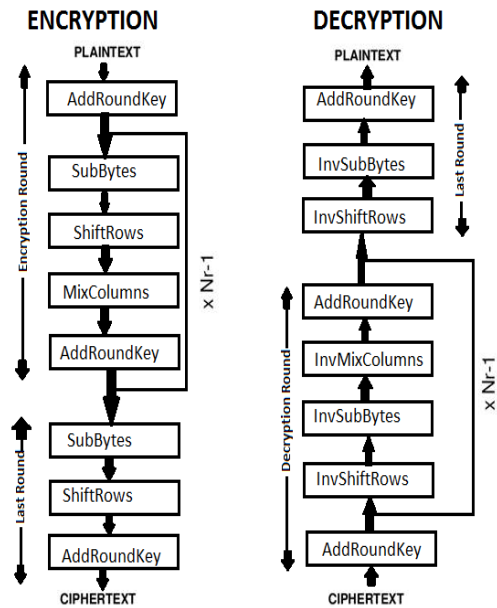 ENCRYPTION
PLAINTEXT
AddRoundKey
SubBytes
ShiftRows
MixColumns
AddRoundKey
SubBytes
ShiftRows
AddRoundKey
CIPHERTEXT
Encryption Round
Last Round
x Nr-1
DECRYPTION
PLAINTEXT
AddRoundKey
InvSubBytes
InvShiftRows
AddRoundKey
InvMixColumns
InvSubBytes
InvShiftRows
AddRoundKey
CIPHERTEXT
Last Round
Decryption Round
x Nr-1